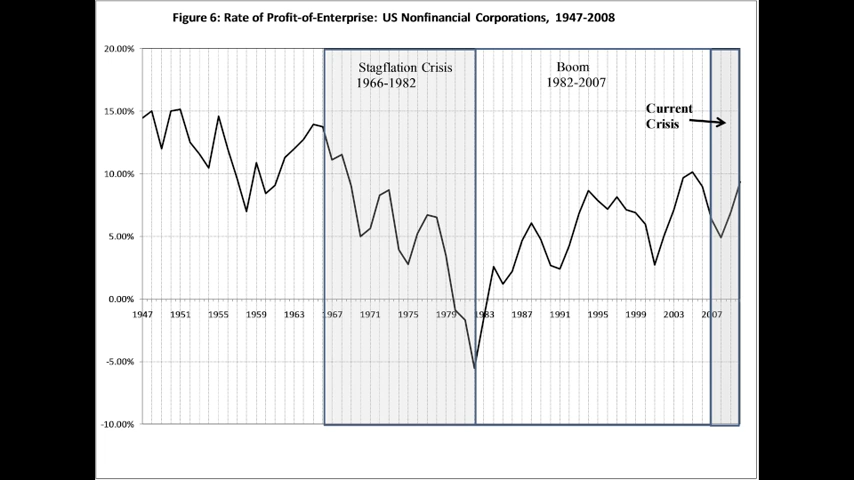 Figure 6: Rate of Profit-of-Enterprise: US Nonfinancial Corporations, 1947-2008
20.00%
Stagflation Crisis
1966-1982
Boom
1982-2007
15.00%
Current
Crisis
10.00%
5.00%
0.00%
1947 1951 1955 1959 1963 1967 1971 1975 1979 1983 1987 1991 1995 1999 2003 2007
-5.00%
-10.00%